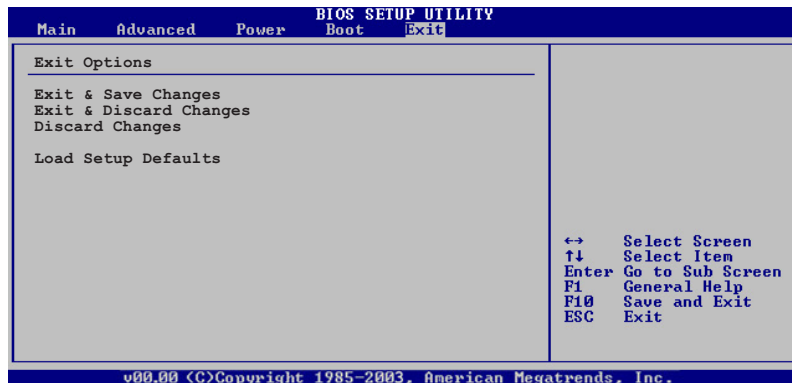 BIOS SETUP UTILITY
Main Advanced Power Boot Exit
Exit Options
Exit & Save Changes
Exit & Discard Changes
Discard Changes
Load Setup Defaults
←→ Select Screen
↑↓ Select Item
Enter Go to Sub Screen
F1 General Help
F10 Save and Exit
ESC Exit
v00.00 (C)Copyright 1985-2003, American Megatrends, Inc.